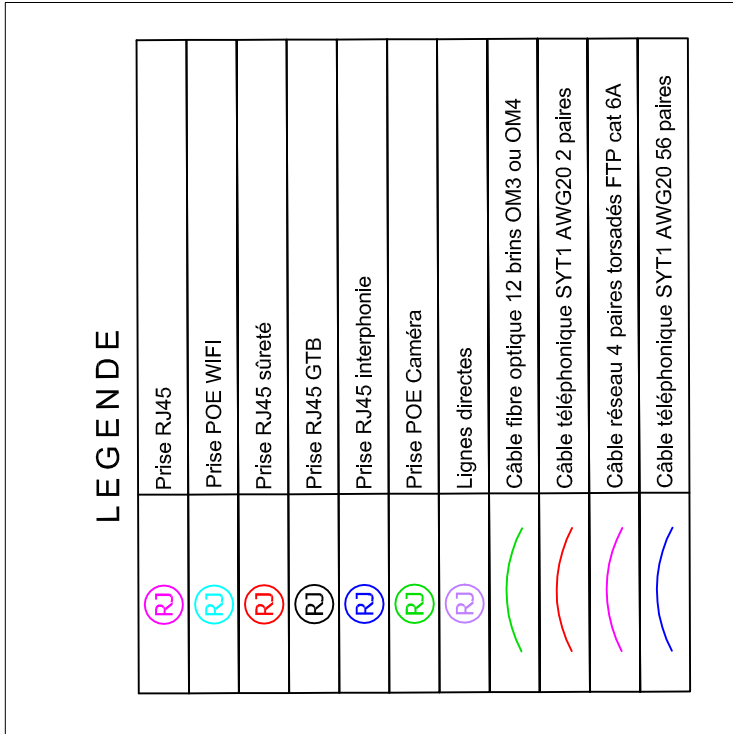 LEGENDE
RJ Prise RJ45
RJ Prise POE WIFI
RJ Prise RJ45 sûreté
RJ Prise RJ45 GTB
RJ Prise RJ45 interphonie
RJ Prise POE Caméra
RJ Lignes directes
Câble fibre optique 12 brins OM3 ou OM4
Câble téléphonique SYT1 AWG20 2 paires
Câble réseau 4 paires torsadés FTP cat 6A
Câble téléphonique SYT1 AWG20 56 paires